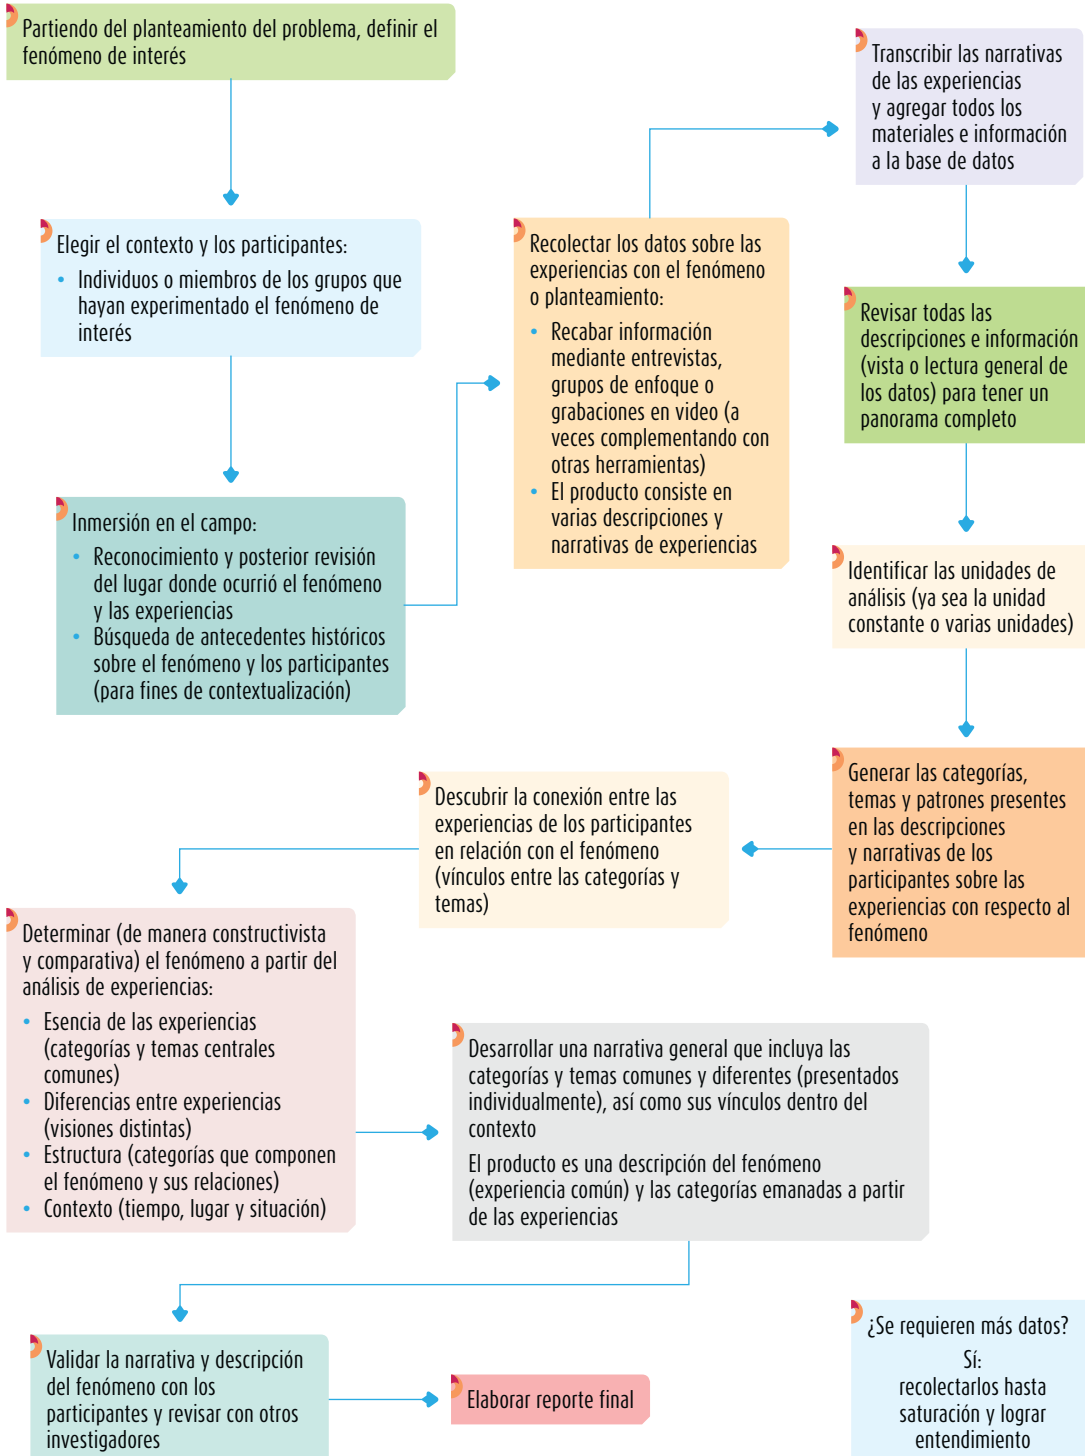 Partiendo del planteamiento del problema, definir el
fenómeno de interés
Elegir el contexto y los participantes:
• Individuos o miembros de los grupos que
hayan experimentado el fenómeno de
interés
Inmersión en el campo:
• Reconocimiento y posterior revisión
del lugar donde ocurrió el fenómeno
y las experiencias
• Búsqueda de antecedentes históricos
sobre el fenómeno y los participantes
(para fines de contextualización)
Recolectar los datos sobre las
experiencias con el fenómeno
o planteamiento:
• Recabar información
mediante entrevistas,
grupos de enfoque o
grabaciones en video (a
veces complementando con
otras herramientas)
• El producto consiste en
varias descripciones y
narrativas de experiencias
Transcribir las narrativas
de las experiencias
y agregar todos los
materiales e información
a la base de datos
Revisar todas las
descripciones e información
(vista o lectura general de
los datos) para tener un
panorama completo
Identificar las unidades de
análisis (ya sea la unidad
constante o varias unidades)
Generar las categorías,
temas y patrones presentes
en las descripciones
y narrativas de los
participantes sobre las
experiencias con respecto al
fenómeno
Descubrir la conexión entre las
experiencias de los participantes
en relación con el fenómeno
(vínculos entre las categorías y
temas)
Determinar (de manera constructivista
y comparativa) el fenómeno a partir del
análisis de experiencias:
• Esencia de las experiencias
(categorías y temas centrales
comunes)
• Diferencias entre experiencias
(visiones distintas)
• Estructura (categorías que componen
el fenómeno y sus relaciones)
• Contexto (tiempo, lugar y situación)
Desarrollar una narrativa general que incluya las
categorías y temas comunes y diferentes (presentados
individualmente), así como sus vínculos dentro del
contexto
El producto es una descripción del fenómeno
(experiencia común) y las categorías emanadas a partir
de las experiencias
Validar la narrativa y descripción
del fenómeno con los
participantes y revisar con otros
investigadores
Elaborar reporte final
¿Se requieren más datos?
Sí:
recolectarlos hasta
saturación y lograr
entendimiento